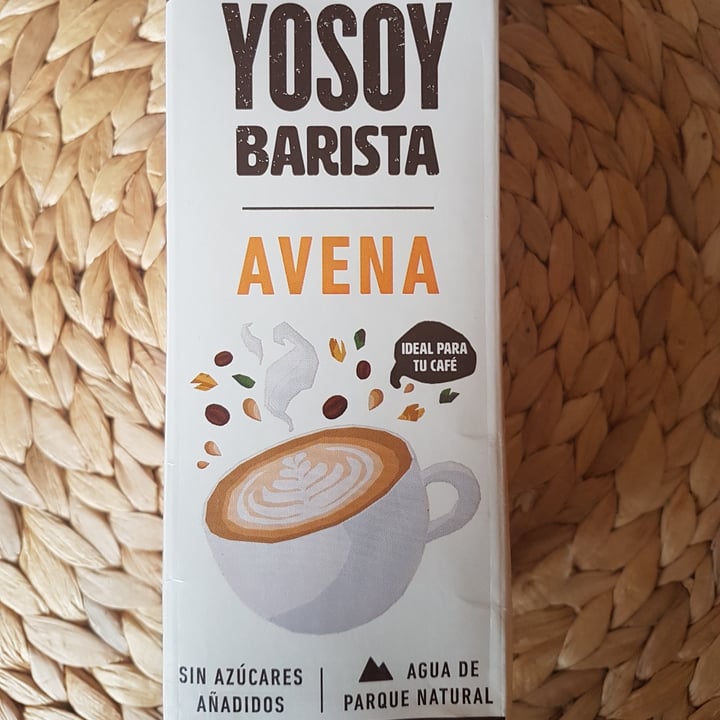 YOSOY
BARISTA
AVENA
IDEAL PARA
TU CAFÉ
SIN AZÚCARES
AÑADIDOS
AGUA DE
PARQUE NATURAL